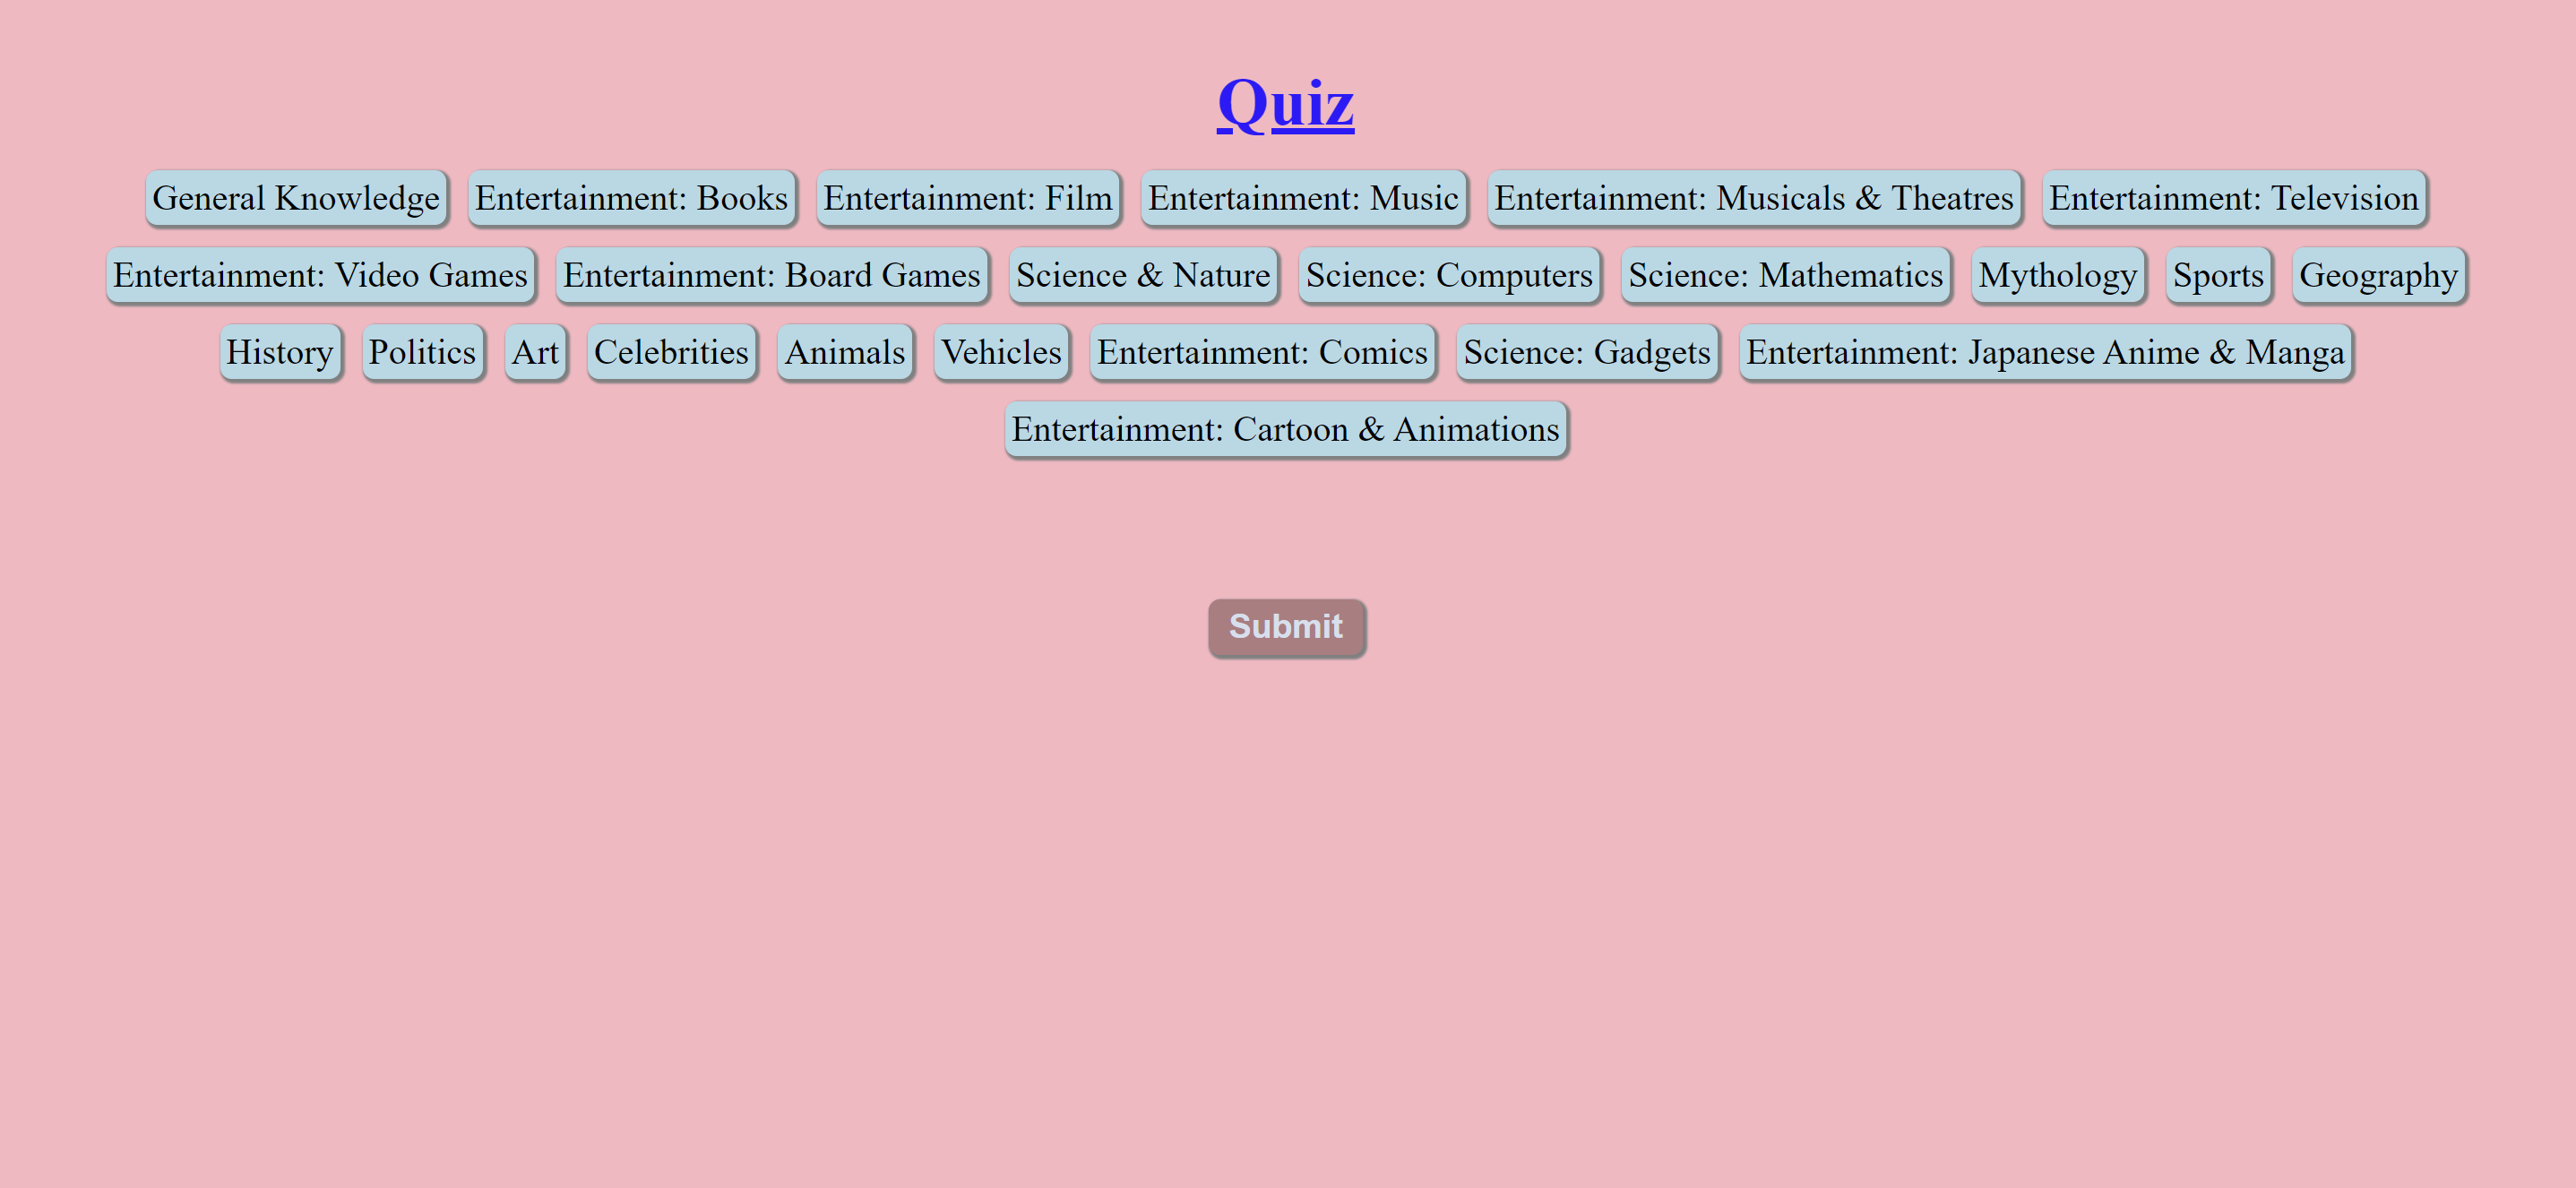 Quiz
General Knowledge Entertainment: Books Entertainment: Film Entertainment: Music Entertainment: Musicals & Theatres Entertainment: Television
Entertainment: Video Games Entertainment: Board Games Science & Nature Science: Computers Science: Mathematics Mythology Sports Geography
History Politics Art Celebrities Animals Vehicles Entertainment: Comics Science: Gadgets Entertainment: Japanese Anime & Manga
Entertainment: Cartoon & Animations
Submit